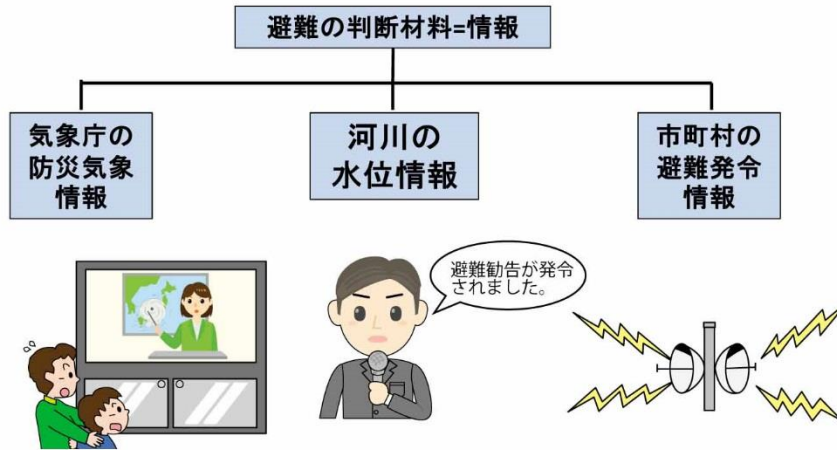 避難の判断材料=情報
気象庁の
防災気象
情報
河川の
水位情報
市町村の
避難発令
情報
避難勧告が発令
されました。